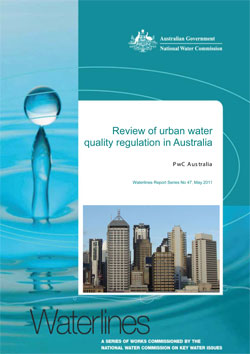 Australian Government
National Water Commission
Review of urban water
quality regulation in Australia
PwC Australia
Waterlines Report Series No 47, May 2011
Waterlines
A SERIES OF WORKS COMMISSIONED BY THE
NATIONAL WATER COMMISSION ON KEY WATER ISSUES